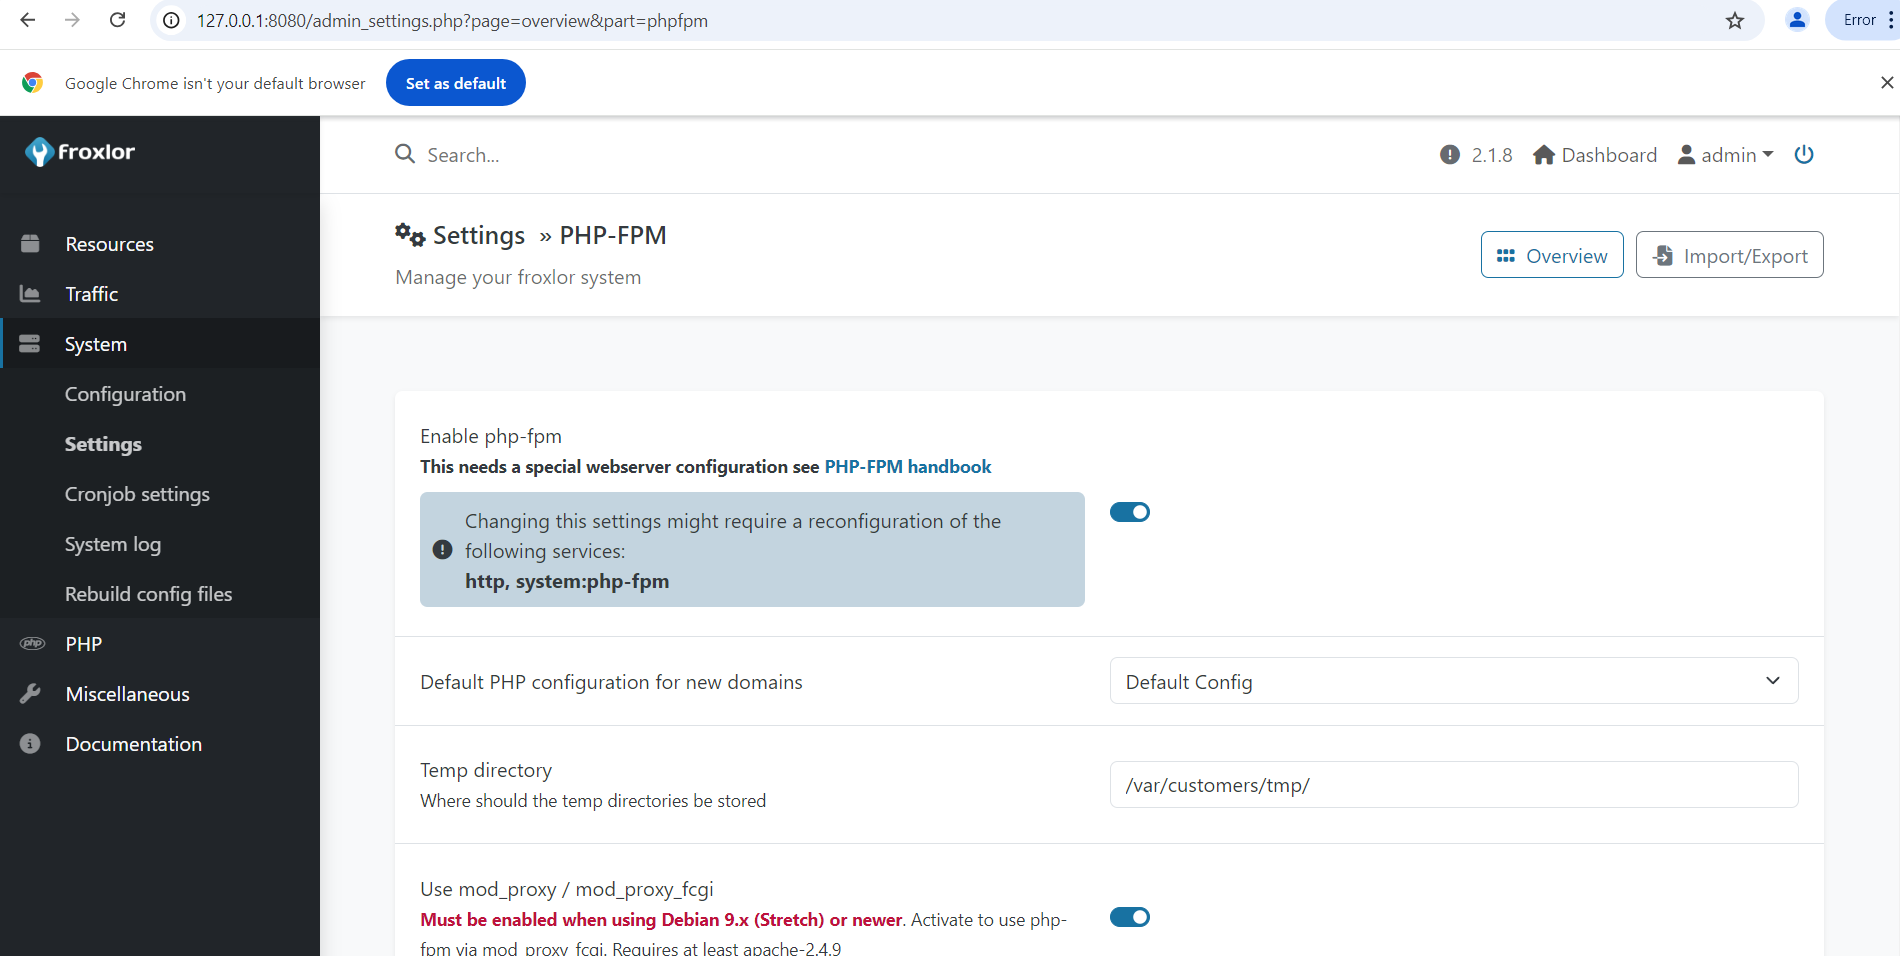 127.0.0.1:8080/admin_settings.php?page=overview&part=phpfpm
Error
Google Chrome isn't your default browser
Set as default
froxlor
Search...
2.1.8
Dashboard
admin
Settings » PHP-FPM
Manage your froxlor system
Overview
Import/Export
Resources
Traffic
System
Configuration
Settings
Cronjob settings
System log
Rebuild config files
php
PHP
Miscellaneous
Documentation
Enable php-fpm
This needs a special webserver configuration see PHP-FPM handbook
Changing this settings might require a reconfiguration of the
following services:
http, system:php-fpm
Default PHP configuration for new domains
Default Config
Temp directory
Where should the temp directories be stored
/var/customers/tmp/
Use mod_proxy / mod_proxy_fcgi
Must be enabled when using Debian 9.x (Stretch) or newer. Activate to use php-
fpm via mod_proxy_fcgi. Requires at least apache-2.4.9